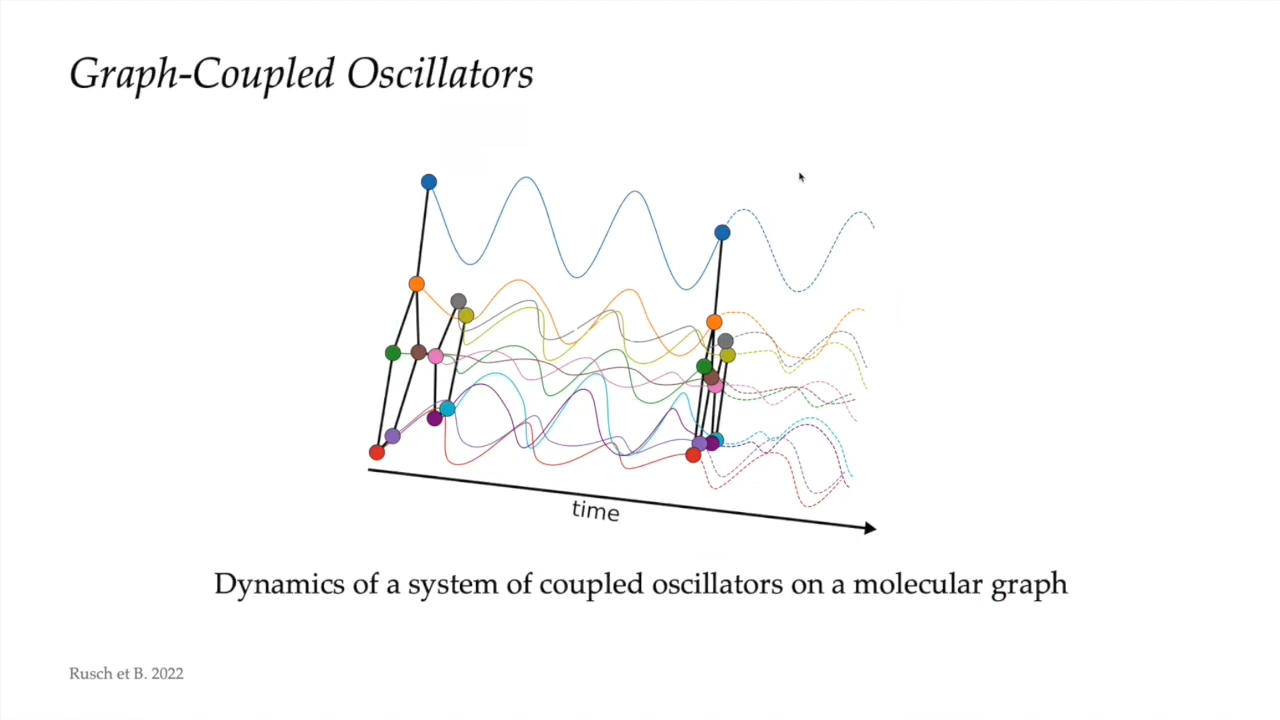 Graph-Coupled Oscillators
time
Dynamics of a system of coupled oscillators on a molecular graph
Rusch et B. 2022